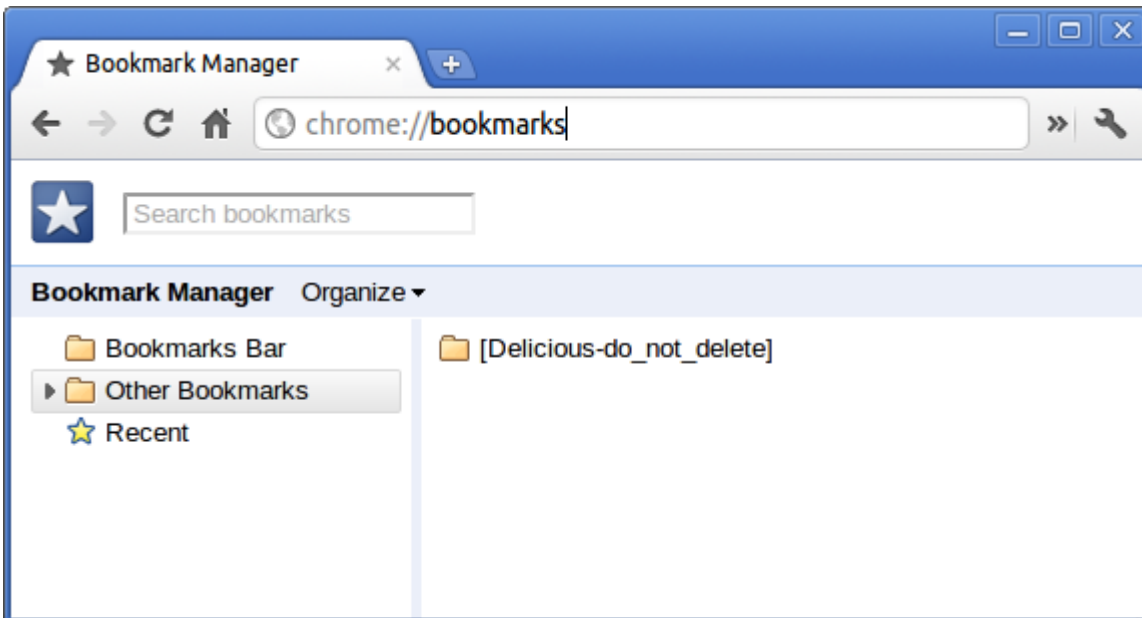 Bookmark Manager
chrome://bookmarks
Search bookmarks
Bookmark Manager Organize
Bookmarks Bar
Other Bookmarks
Recent
[Delicious-do_not_delete]